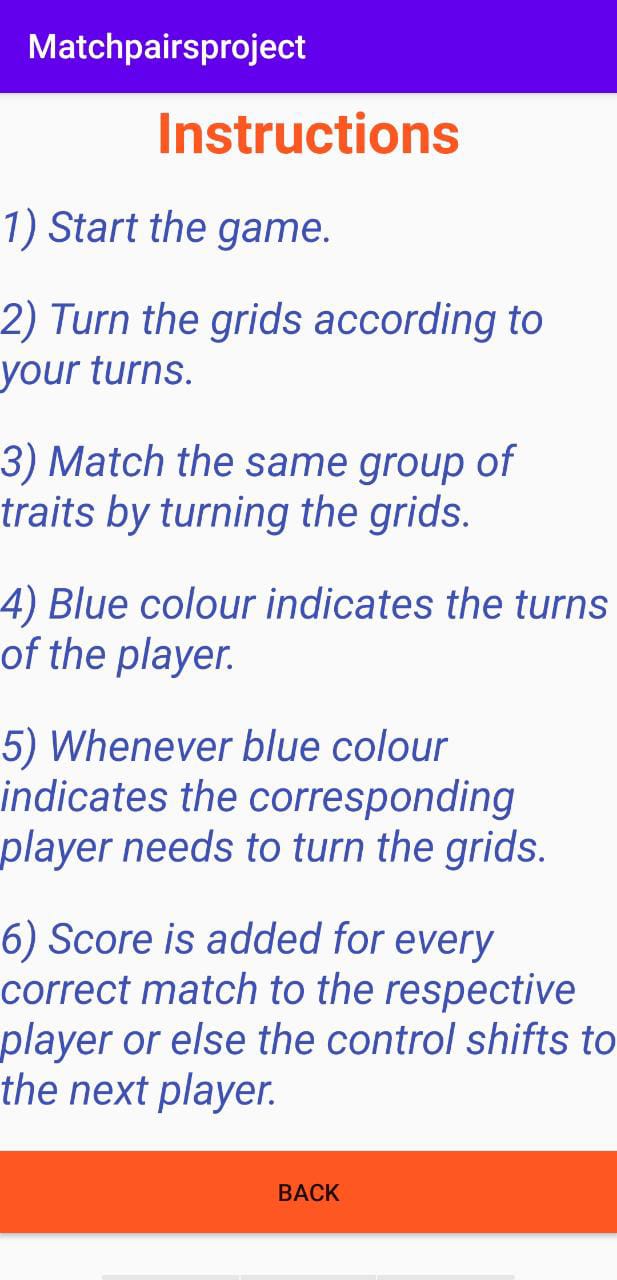 Matchpairsproject
Instructions
1) Start the game.
2) Turn the grids according to
your turns.
3) Match the same group of
traits by turning the grids.
4) Blue colour indicates the turns
of the player.
5) Whenever blue colour
indicates the corresponding
player needs to turn the grids.
6) Score is added for every
correct match to the respective
player or else the control shifts to
the next player.
BACK